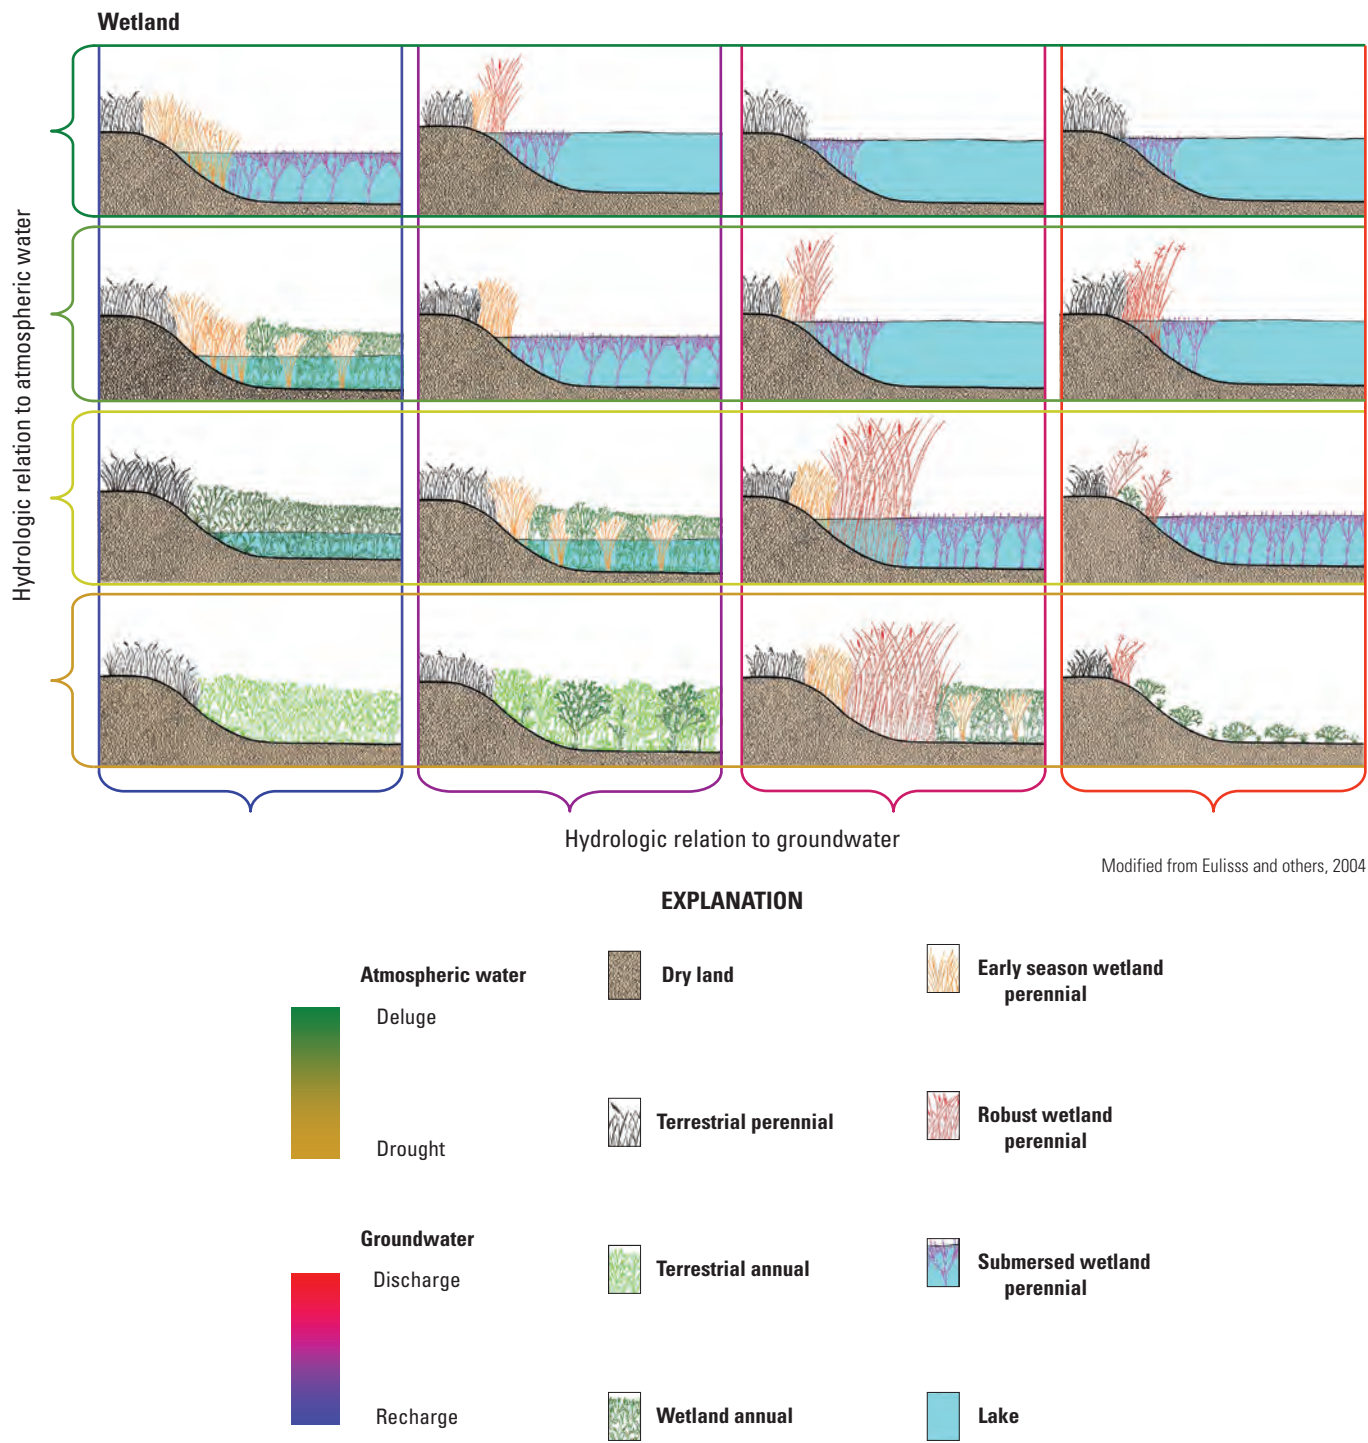 Wetland
Hydrologic relation to atmospheric water
Hydrologic relation to groundwater
Modified from Eulisss and others, 2004
EXPLANATION
Atmospheric water
Deluge
Drought
Groundwater
Discharge
Recharge
Dry land
Terrestrial perennial
Terrestrial annual
Wetland annual
Early season wetland
perennial
Robust wetland
perennial
Submersed wetland
perennial
Lake